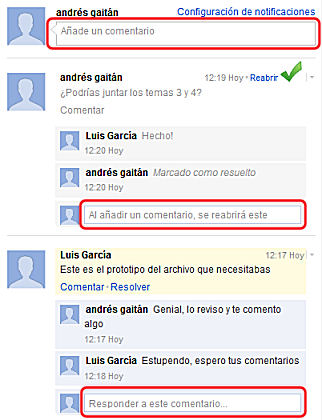 andrés gaitán Configuración de notificaciones
Añade un comentario
andrés gaitán 12:19 Hoy • Reabrir
¿Podrías juntar los temas 3 y 4?
Comentar
Luis García Hecho!
12:20 Hoy
andrés gaitán Marcado como resuelto
12:20 Hoy
Al añadir un comentario, se reabrirá este
Luis García 12:17 Hoy
Este es el prototipo del archivo que necesitabas
Comentar • Resolver
andrés gaitán Genial, lo reviso y te comento
algo
12:17 Hoy
Luis García Estupendo, espero tus comentarios
12:18 Hoy
Responder a este comentario...